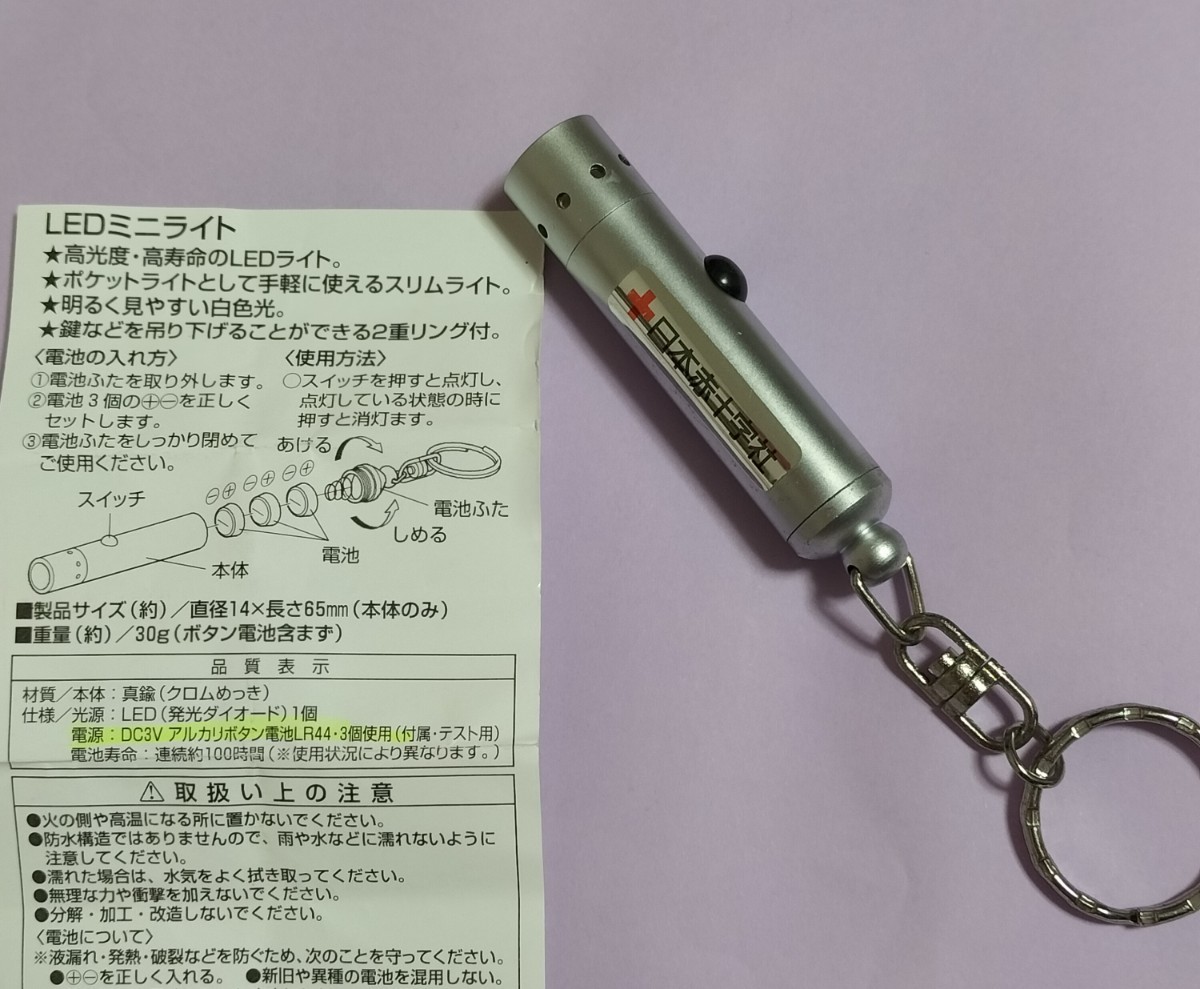 LEDミニライト
★高光度・高寿命のLEDライト。
★ポケットライトとして手軽に使えるスリムライト。
★明るく見やすい白色光。
★鍵などを吊り下げることができる2重リング付。
〈電池の入れ方〉
①電池ふたを取り外します。
②電池3個の⊕⊖を正しく
セットします。
③電池ふたをしっかり閉めて
ご使用ください。
〈使用方法〉
○スイッチを押すと点灯し、
点灯している状態の時に
押すと消灯ます。
あける
⊖⊕ ⊖⊕ ⊖⊕
スイッチ
電池ふた
しめる
電池
本体
■製品サイズ(約)/直径14×長さ65mm(本体のみ)
■重量(約)/30g(ボタン電池含まず)
品質表示
材質/本体:真鍮(クロムめっき)
仕様/光源:LED(発光ダイオード)1個
電源:DC3V アルカリボタン電池LR44・3個使用(付属・テスト用)
電池寿命:連続約100時間(※使用状況により異なります。)
⚠取扱い上の注意
●火の側や高温になる所に置かないでください。
●防水構造ではありませんので、雨や水などに濡れないように
注意してください。
●濡れた場合は、水気をよく拭き取ってください。
●無理な力や衝撃を加えないでください。
●分解・加工・改造しないでください。
〈電池について〉
※液漏れ・発熱・破裂などを防ぐため、次のことを守ってください。
●⊕⊖を正しく入れる。 ●新旧や異種の電池を混用しない。
日本赤十字社